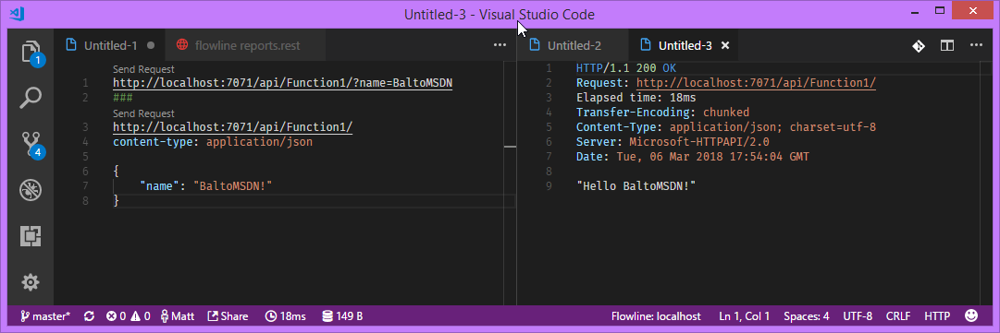 Untitled-3 - Visual Studio Code
Untitled-1
flowline reports.rest
Untitled-2
Untitled-3
1
4
Send Request
1 http://localhost:7071/api/Function1/?name=BaltoMSDN
2 ###
Send Request
3 http://localhost:7071/api/Function1/
4 content-type: application/json
5
6 {
7 "name": "BaltoMSDN!"
8 }
1 HTTP/1.1 200 OK
2 Request: http://localhost:7071/api/Function1/
3 Elapsed time: 18ms
4 Transfer-Encoding: chunked
5 Content-Type: application/json; charset=utf-8
6 Server: Microsoft-HTTPAPI/2.0
7 Date: Tue, 06 Mar 2018 17:54:04 GMT
8
9 "Hello BaltoMSDN!"
master* 0 0 Matt Share 18ms 149 B Flowline: localhost Ln 1, Col 1 Spaces: 4 UTF-8 CRLF HTTP